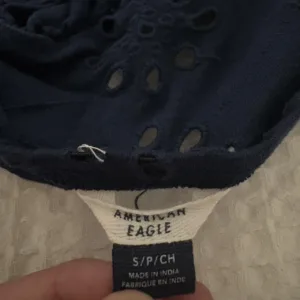 AMERICAN
EAGLE
S/P/CH
MADE IN INDIA
FABRIQUÉ EN INDE